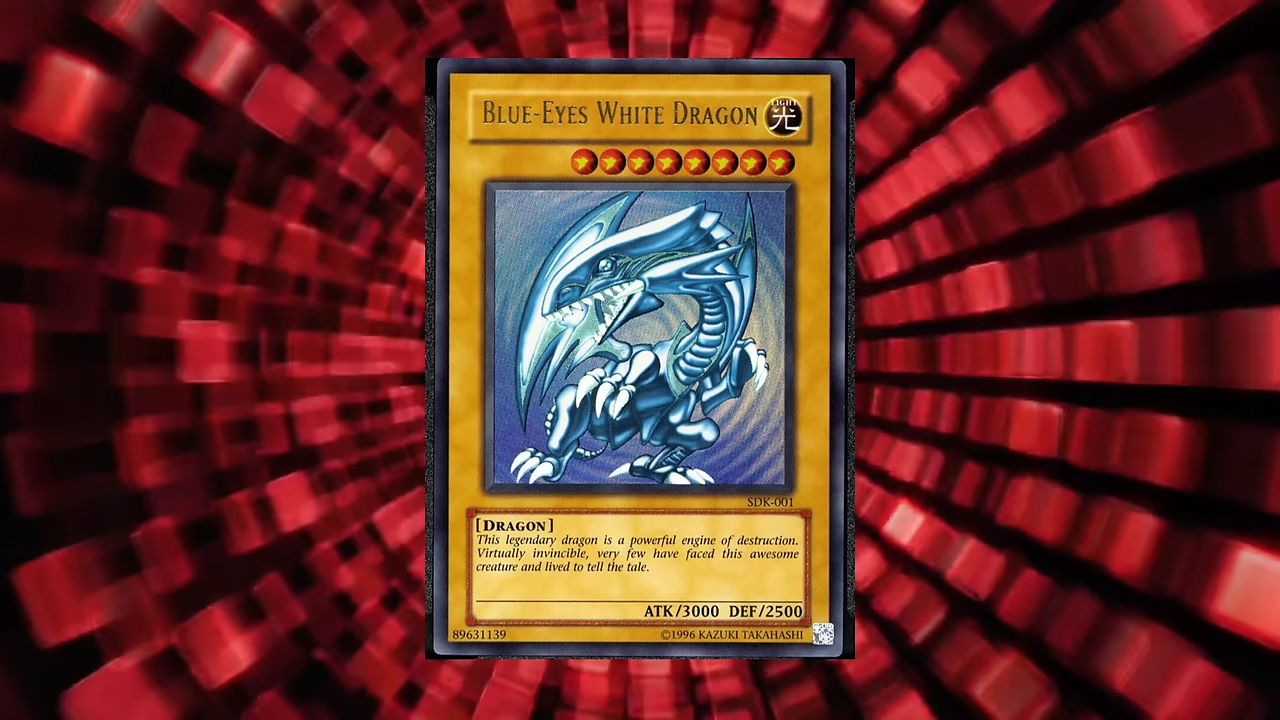 BLUE-EYES WHITE DRAGON
LIGHT
光
SDK-001
[DRAGON]
This legendary dragon is a powerful engine of destruction.
Virtually invincible, very few have faced this awesome
creature and lived to tell the tale.
ATK/3000 DEF/2500
89631139
©1996 KAZUKI TAKAHASHI